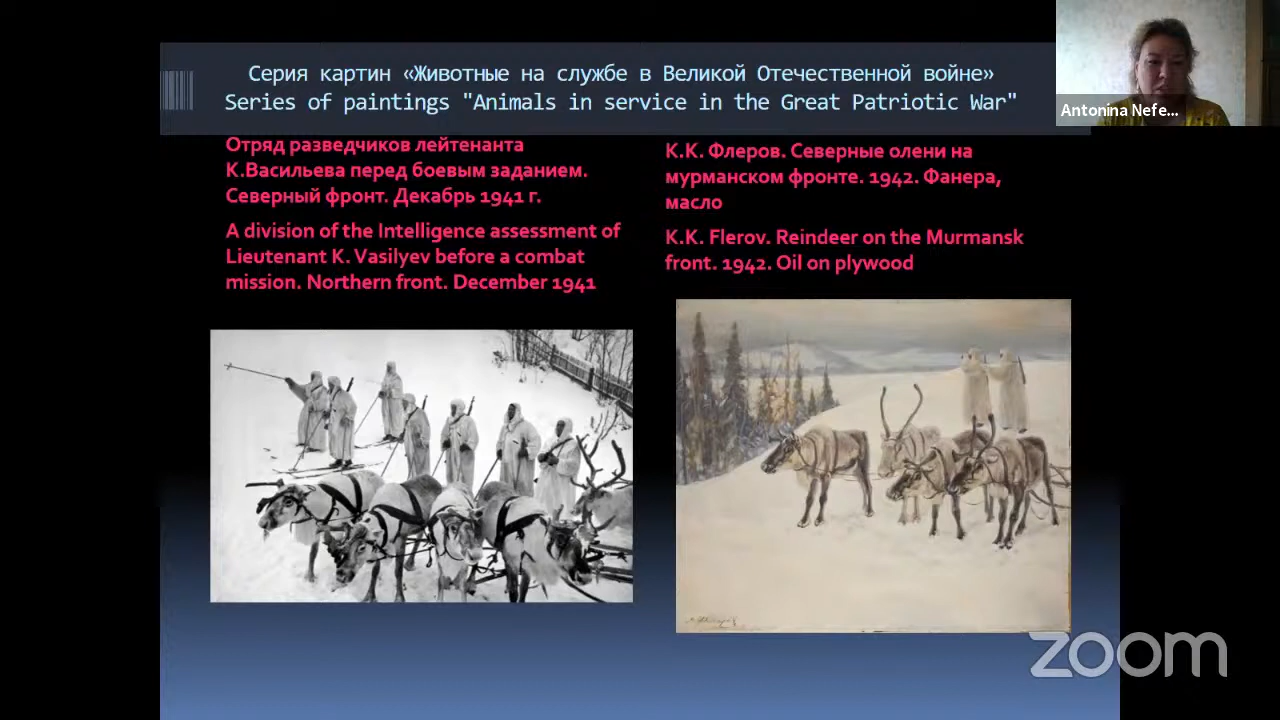 Серия картин «Животные на службе в Великой Отечественной войне»
Series of paintings "Animals in service in the Great Patriotic War"
Antonina Nefe...
Отряд разведчиков лейтенанта
К.Васильева перед боевым заданием.
Северный фронт. Декабрь 1941 г.
A division of the Intelligence assessment of
Lieutenant K. Vasilyev before a combat
mission. Northern front. December 1941
К.К. Флеров. Северные олени на
мурманском фронте. 1942. Фанера,
масло
K.K. Flerov. Reindeer on the Murmansk
front. 1942. Oil on plywood
zoom